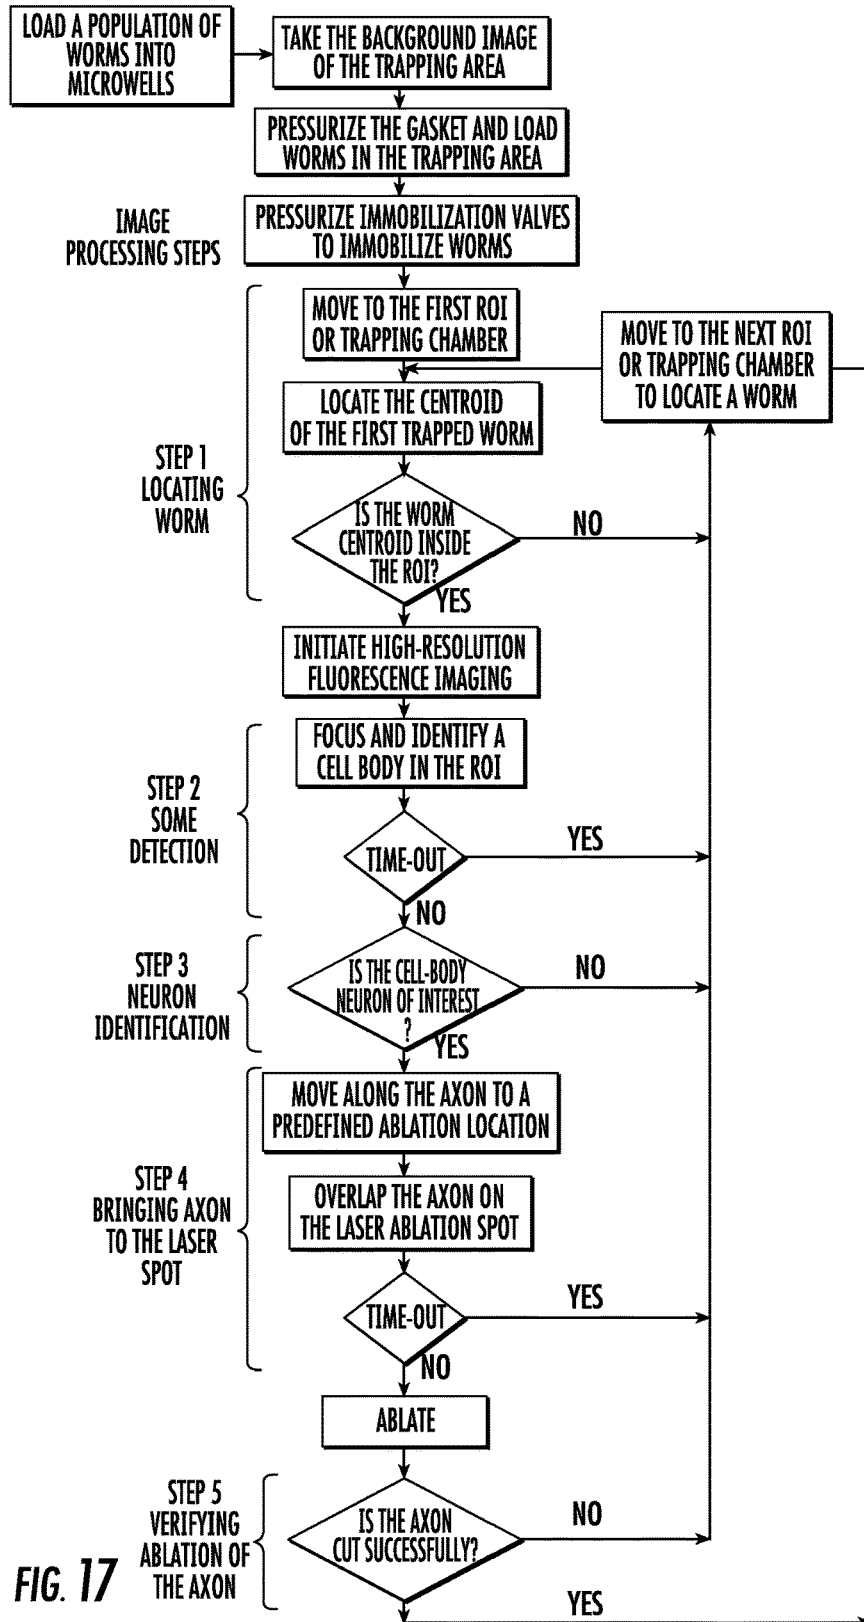 LOAD A POPULATION OF
WORMS INTO
MICROWELLS
TAKE THE BACKGROUND IMAGE
OF THE TRAPPING AREA
PRESSURIZE THE GASKET AND LOAD
WORMS IN THE TRAPPING AREA
IMAGE
PROCESSING STEPS
PRESSURIZE IMMOBILIZATION VALVES
TO IMMOBILIZE WORMS
MOVE TO THE FIRST ROI
OR TRAPPING CHAMBER
MOVE TO THE NEXT ROI
OR TRAPPING CHAMBER
TO LOCATE A WORM
LOCATE THE CENTROID
OF THE FIRST TRAPPED WORM
STEP 1
LOCATING
WORM
IS THE WORM
CENTROID INSIDE
THE ROI?
NO
YES
INITIATE HIGH-RESOLUTION
FLUORESCENCE IMAGING
FOCUS AND IDENTIFY A
CELL BODY IN THE ROI
STEP 2
SOME
DETECTION
TIME-OUT
YES
NO
STEP 3
NEURON
IDENTIFICATION
IS THE CELL-BODY
NEURON OF INTEREST
?
NO
YES
MOVE ALONG THE AXON TO A
PREDEFINED ABLATION LOCATION
STEP 4
BRINGING AXON
TO THE LASER
SPOT
OVERLAP THE AXON ON
THE LASER ABLATION SPOT
TIME-OUT
YES
NO
ABLATE
STEP 5
VERIFYING
ABLATION OF
THE AXON
IS THE AXON
CUT SUCCESSFULLY?
NO
YES
FIG. 17